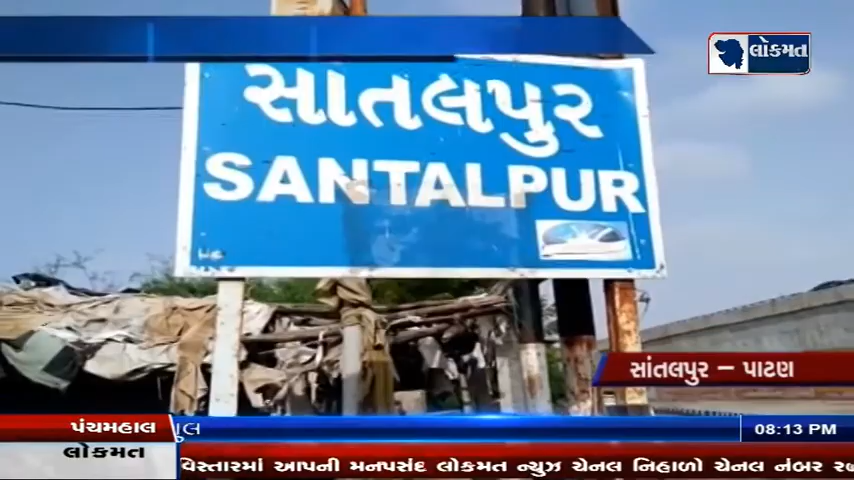 લોકમત
સાંતલપુર
SANTALPUR
સાંતલપુર – પાટણ
પંચમહાલ
08:13 PM
લોકમત
વિસ્તારમાં આપની મનપસંદ લોકમત ન્યુઝ ચેનલ નિહાળો ચેનલ નંબર